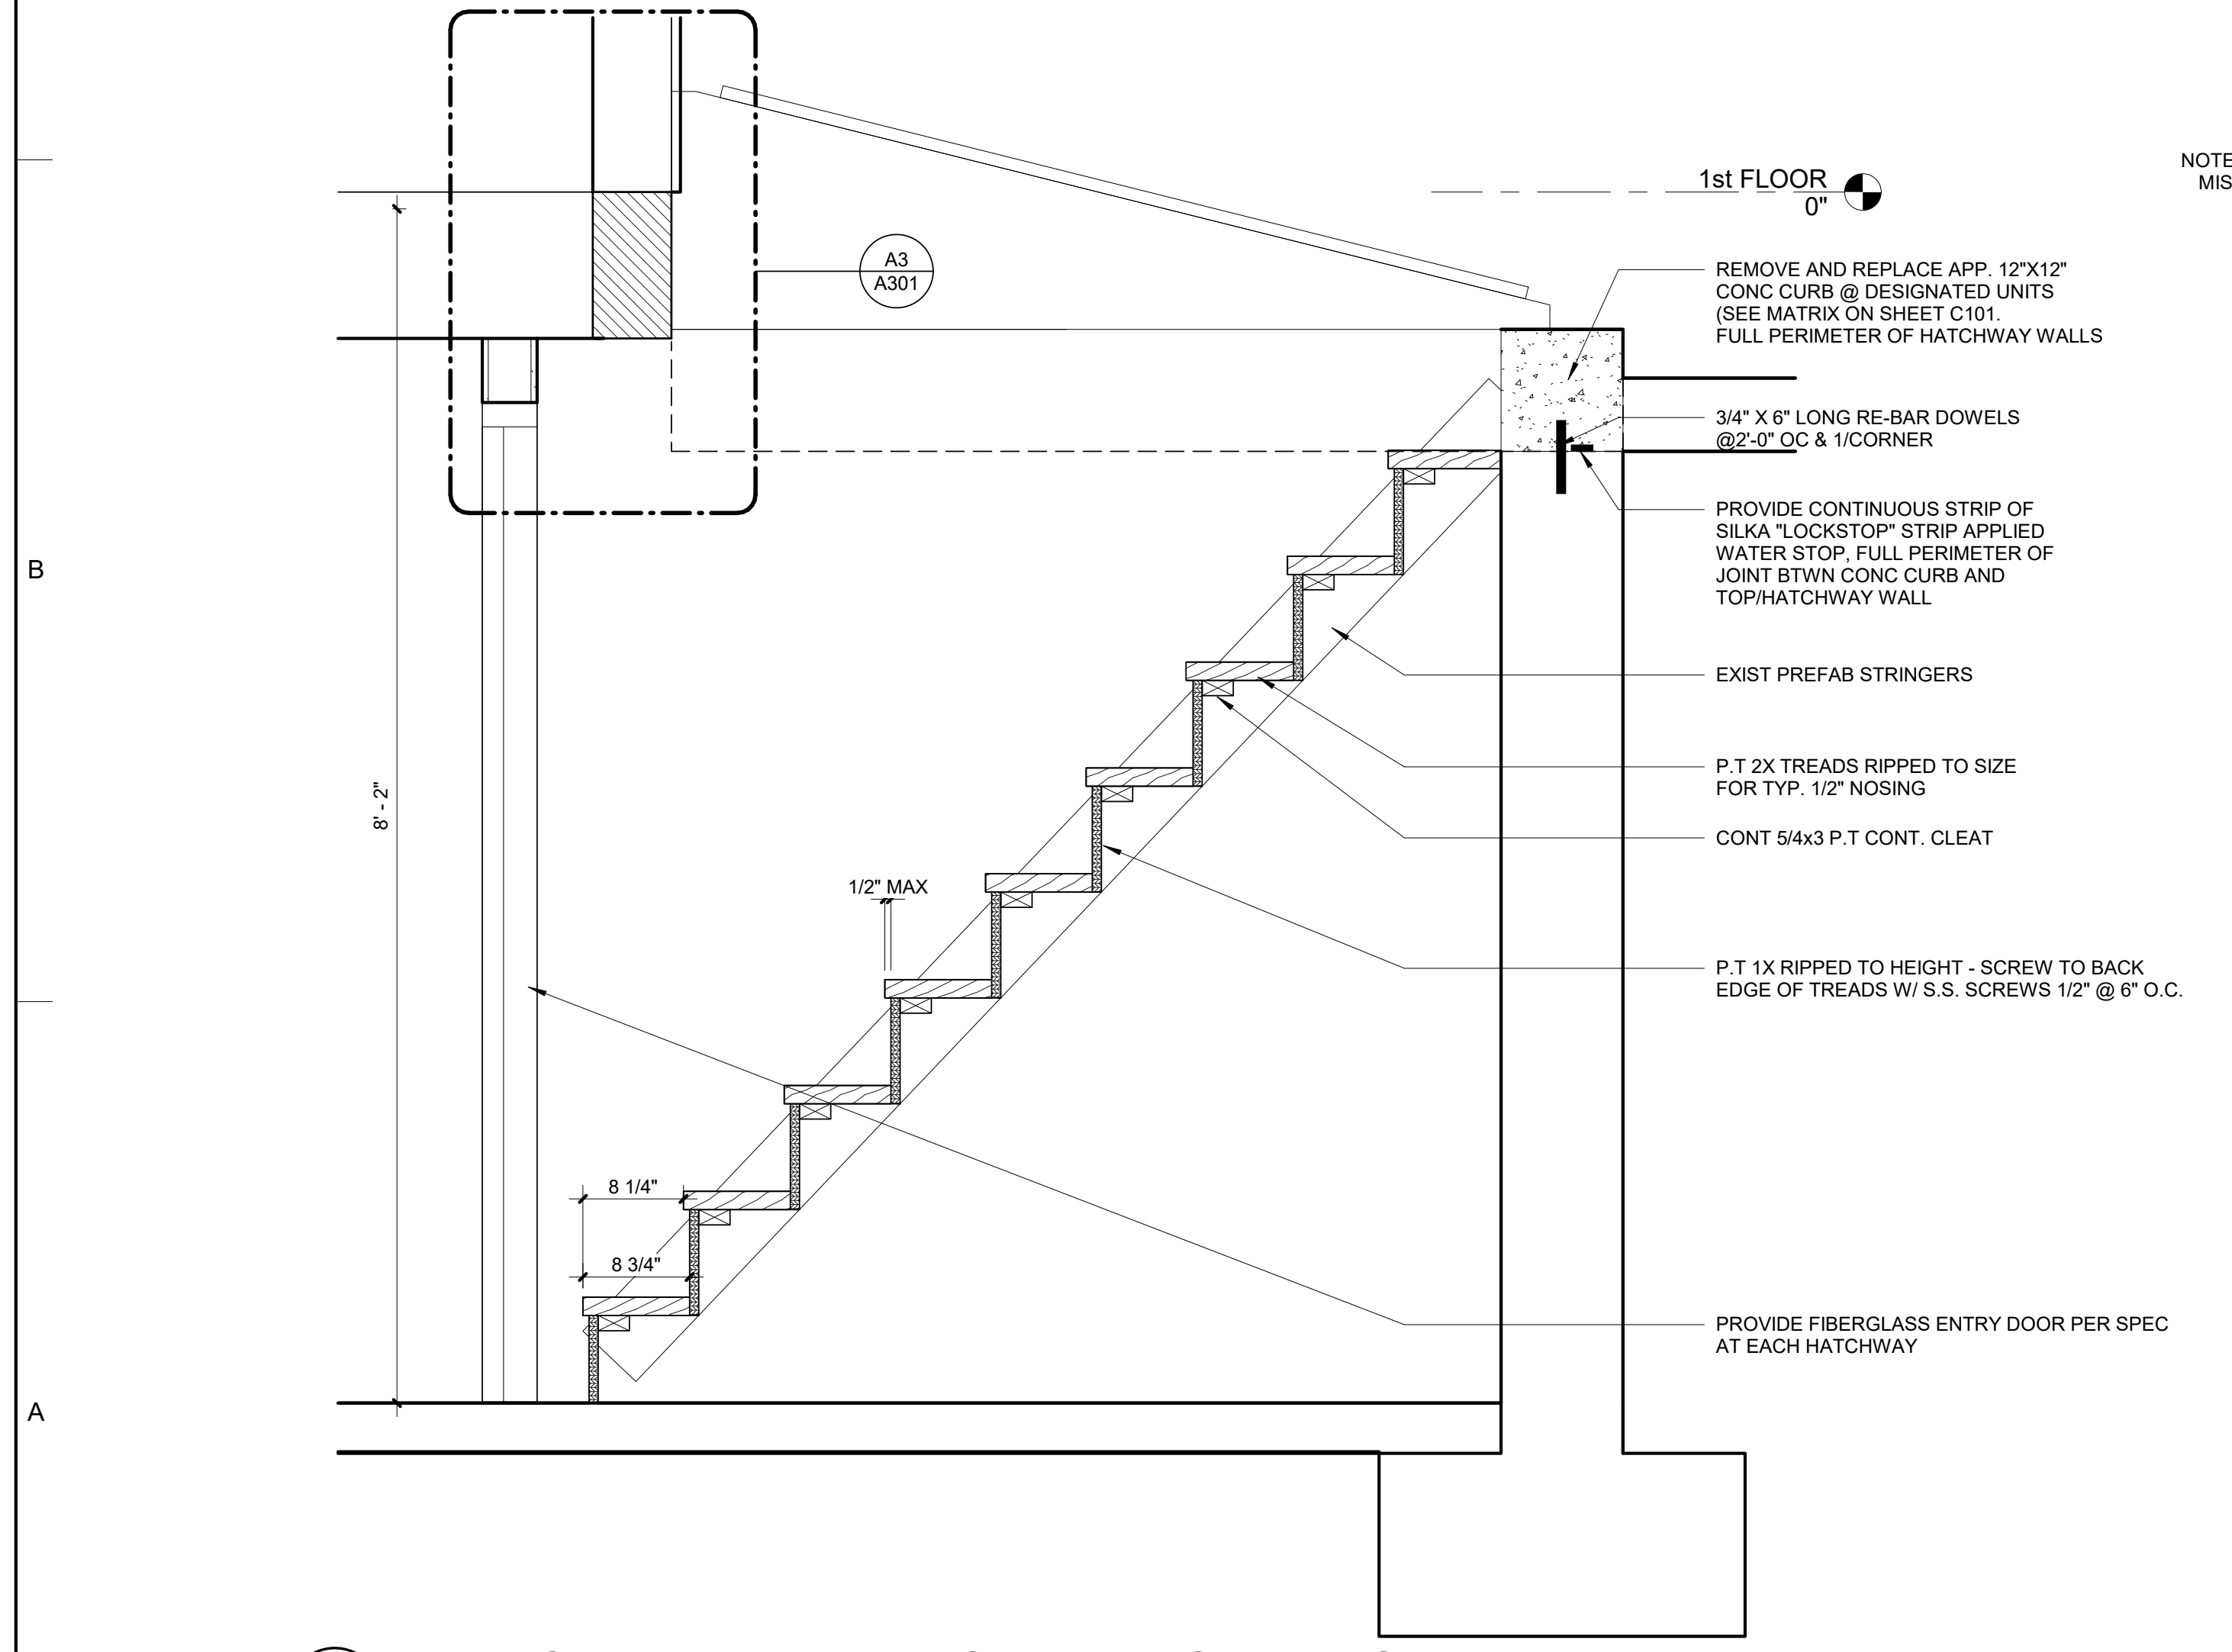 NOTE
MIS
1st FLOOR
0"
A3
A301
REMOVE AND REPLACE APP. 12"X12"
CONC CURB @ DESIGNATED UNITS
(SEE MATRIX ON SHEET C101.
FULL PERIMETER OF HATCHWAY WALLS
3/4" X 6" LONG RE-BAR DOWELS
@2'-0" OC & 1/CORNER
PROVIDE CONTINUOUS STRIP OF
SILKA "LOCKSTOP" STRIP APPLIED
WATER STOP, FULL PERIMETER OF
JOINT BTWN CONC CURB AND
TOP/HATCHWAY WALL
B
EXIST PREFAB STRINGERS
P.T 2X TREADS RIPPED TO SIZE
FOR TYP. 1/2" NOSING
8' - 2"
CONT 5/4x3 P.T CONT. CLEAT
1/2" MAX
P.T 1X RIPPED TO HEIGHT - SCREW TO BACK
EDGE OF TREADS W/ S.S. SCREWS 1/2" @ 6" O.C.
8 1/4"
8 3/4"
PROVIDE FIBERGLASS ENTRY DOOR PER SPEC
AT EACH HATCHWAY
A